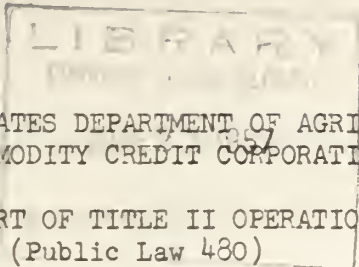 LIBRARY
ATES DEPARTMENT OF AGRI
MODITY CREDIT CORPORATI
RT OF TITLE II OPERATIO
(Public Law 480)